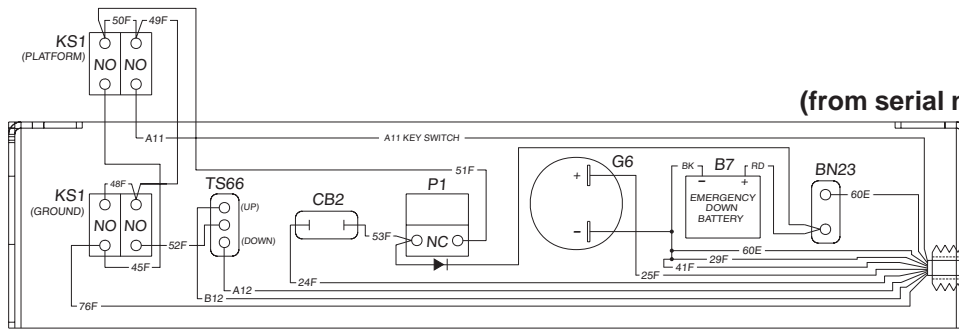 50F 49F
KS1
(PLATFORM)
NO NO
(from serial
A11
A11 KEY SWITCH
51F
G6
BK B7 RD
BN23
48F
TS66
P1
CB2
KS1
(GROUND)
(UP)
(DOWN)
NO NO
+
−
− +
EMERGENCY
DOWN
BATTERY
60E
52F
53F
NC
45F
60E
29F
41F
25F
24F
A12
B12
76F